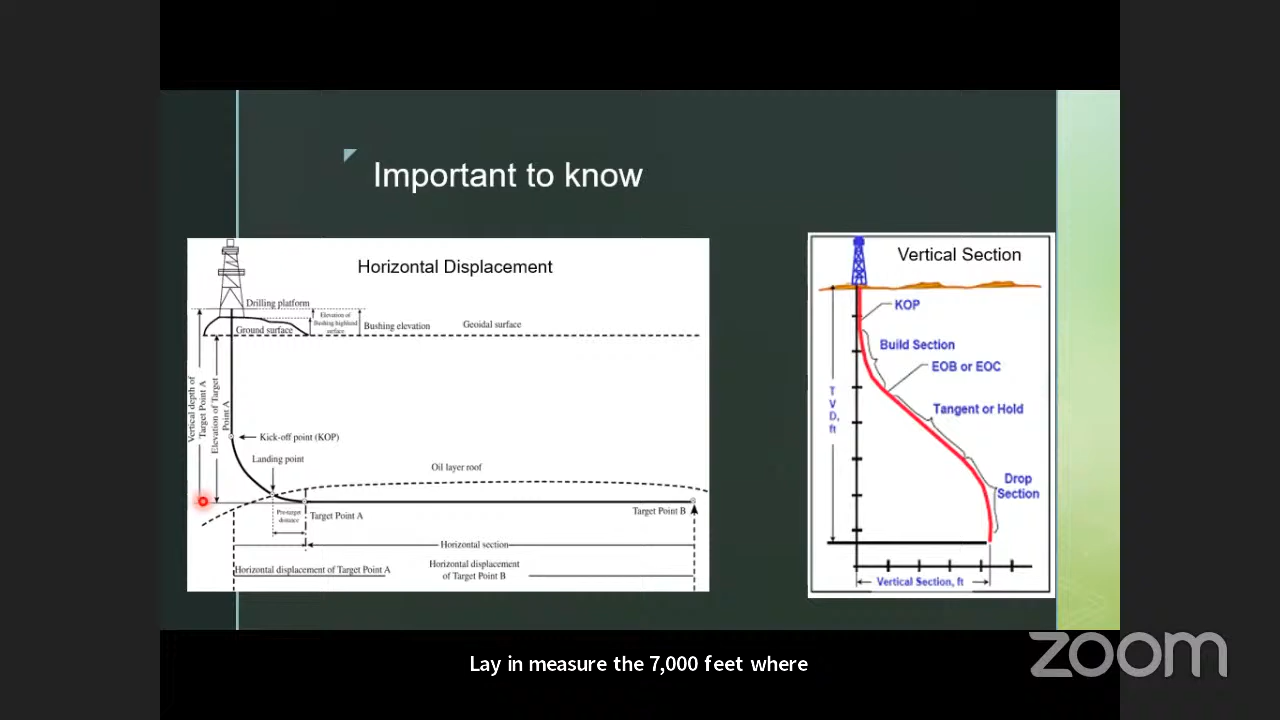 Important to know
Horizontal Displacement
Drilling platform
Elevation of
Bushing highland
surface
Bushing elevation
Geoidal surface
Ground surface
Vertical depth of
Target Point A
Elevation of Target
Point A
Kick-off point (KOP)
Landing point
Oil layer roof
Pre-target
distance
Target Point A
Target Point B
Horizontal section
Horizontal displacement of Target Point A
Horizontal displacement
of Target Point B
Vertical Section
KOP
Build Section
EOB or EOC
Tangent or Hold
T
V
D,
ft
Drop
Section
Vertical Section, ft
Lay in measure the 7,000 feet where
zoom